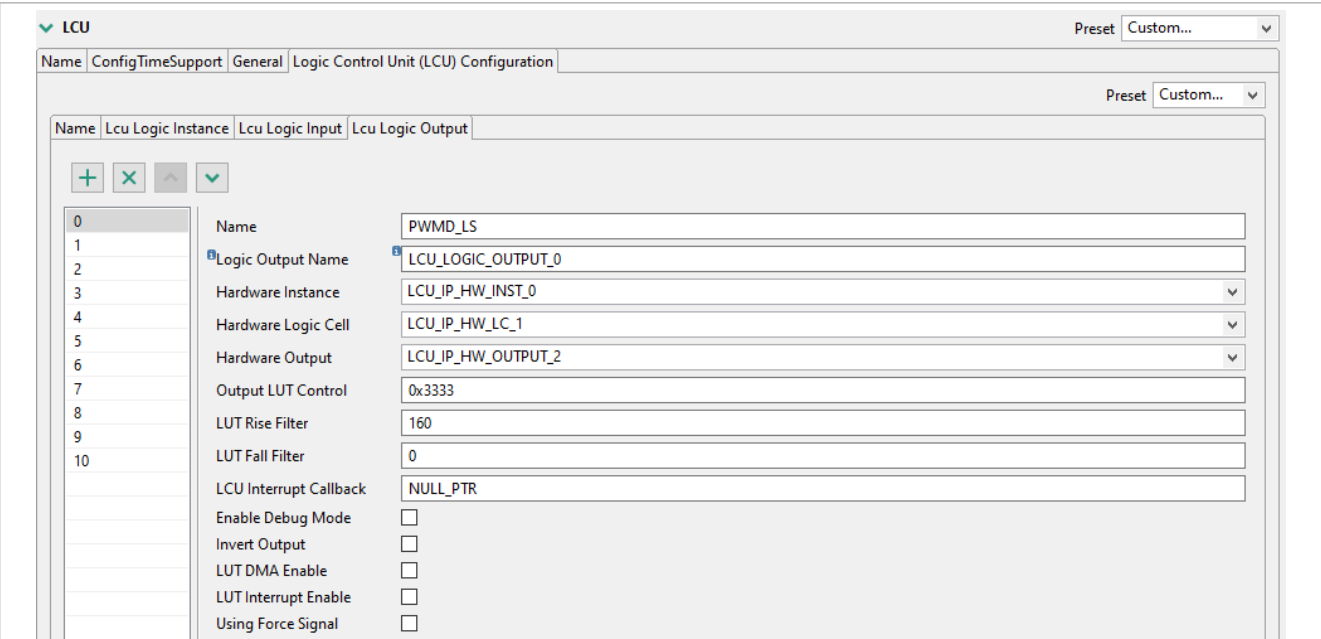 LCU
Preset Custom...
Name ConfigTimeSupport General Logic Control Unit (LCU) Configuration
Preset Custom...
Name Lcu Logic Instance Lcu Logic Input Lcu Logic Output
0
1
2
3
4
5
6
7
8
9
10
Name PWMD_LS
Logic Output Name LCU_LOGIC_OUTPUT_0
Hardware Instance LCU_IP_HW_INST_0
Hardware Logic Cell LCU_IP_HW_LC_1
Hardware Output LCU_IP_HW_OUTPUT_2
Output LUT Control 0x3333
LUT Rise Filter 160
LUT Fall Filter 0
LCU Interrupt Callback NULL_PTR
Enable Debug Mode
Invert Output
LUT DMA Enable
LUT Interrupt Enable
Using Force Signal